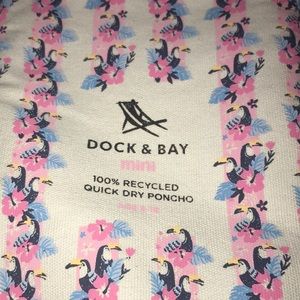 DOCK & BAY
mini
100% RECYCLED
QUICK DRY PONCHO